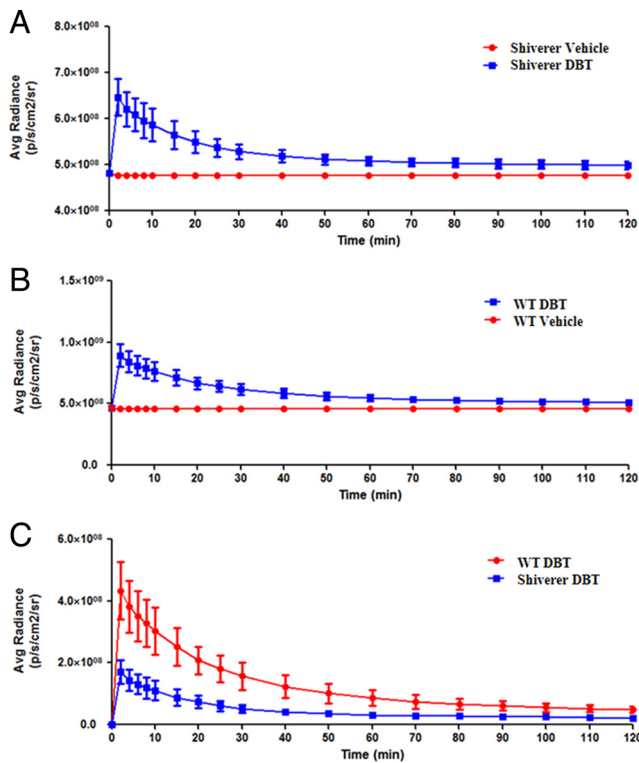 A
Avg Radiance
(p/s/cm2/sr)
8.0×10⁰⁸
7.0×10⁰⁸
6.0×10⁰⁸
5.0×10⁰⁸
4.0×10⁰⁸
Shiverer Vehicle
Shiverer DBT
0 10 20 30 40 50 60 70 80 90 100 110 120
Time (min)
B
Avg Radiance
(p/s/cm2/sr)
1.5×10⁰⁹
1.0×10⁰⁹
5.0×10⁰⁸
0.0
WT DBT
WT Vehicle
0 10 20 30 40 50 60 70 80 90 100 110 120
Time (min)
C
Avg Radiance
(p/s/cm2/sr)
6.0×10⁰⁸
4.0×10⁰⁸
2.0×10⁰⁸
0.0
WT DBT
Shiverer DBT
0 10 20 30 40 50 60 70 80 90 100 110 120
Time (min)